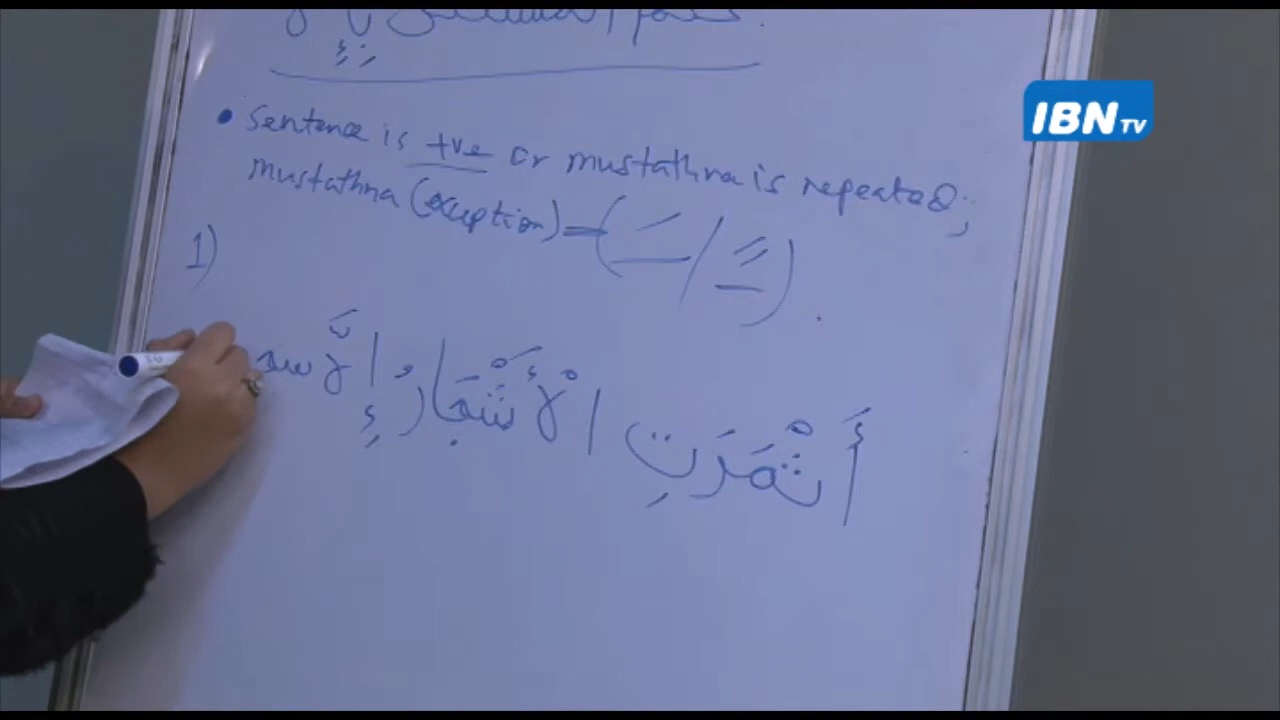 IBN TV
• Sentence is +ve or mustathna is repeated;
mustathna (exception) = ( ـَ / ـً ).
1)
أَثْمَرَتِ الْأَشْجَارُ إِلَّا